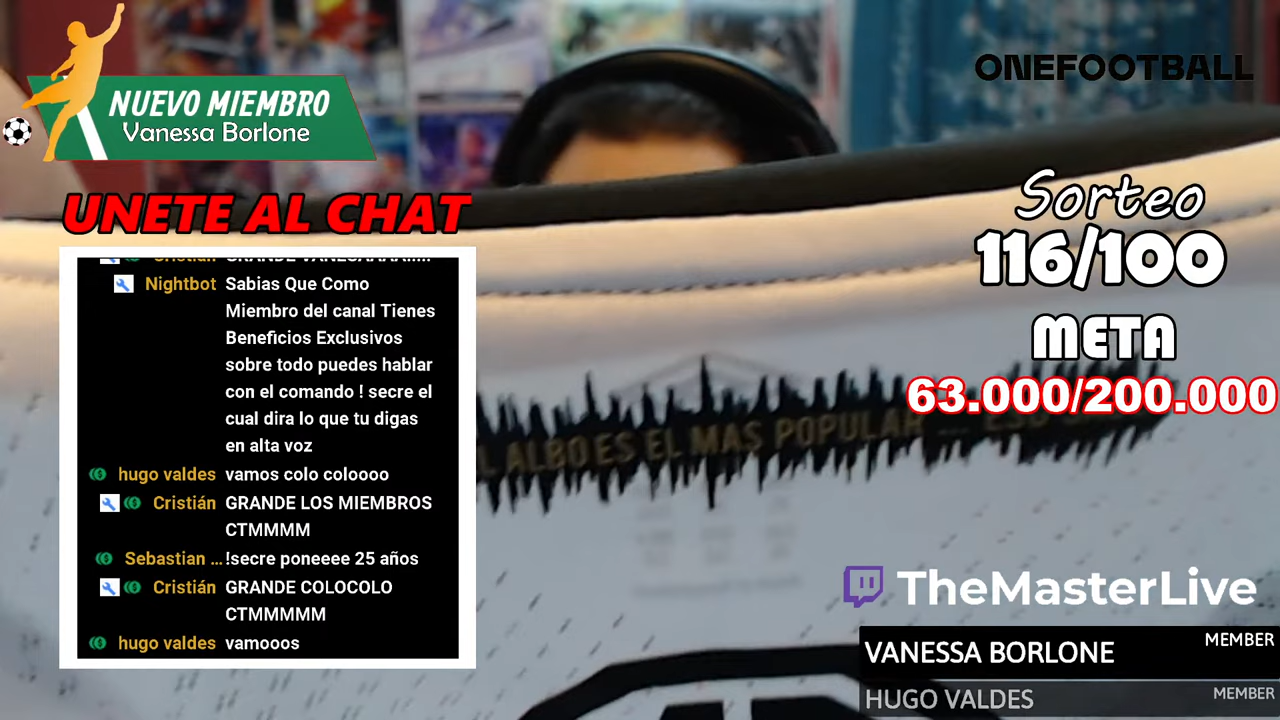 ONEFOOTBALL
NUEVO MIEMBRO
Vanessa Borlone
UNETE AL CHAT
Sorteo
116/100
META
63.000/200.000
Nightbot Sabias Que Como
Miembro del canal Tienes
Beneficios Exclusivos
sobre todo puedes hablar
con el comando ! secre el
cual dira lo que tu digas
en alta voz
hugo valdes vamos colo coloooo
Cristián GRANDE LOS MIEMBROS
CTMMMM
Sebastian ... !secre poneeee 25 años
Cristián GRANDE COLOCOLO
CTMMMMM
hugo valdes vamooos
ALBO ES EL MAS POPULAR ...
TheMasterLive
VANESSA BORLONE MEMBER
HUGO VALDES MEMBER